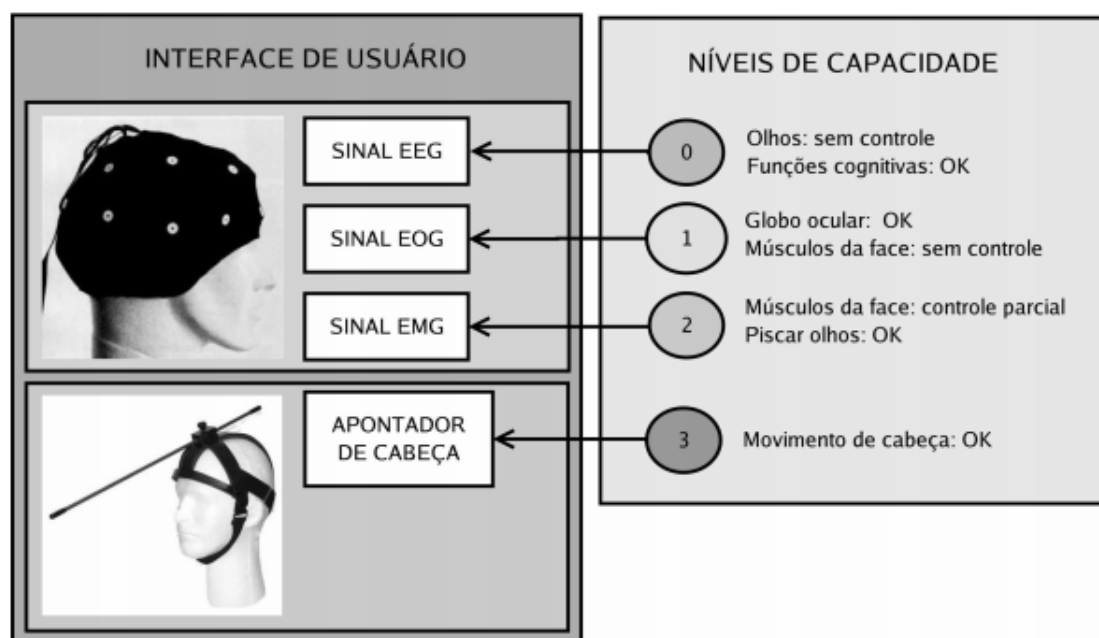 INTERFACE DE USUÁRIO
SINAL EEG
SINAL EOG
SINAL EMG
APONTADOR
DE CABEÇA
NÍVEIS DE CAPACIDADE
0
Olhos: sem controle
Funções cognitivas: OK
1
Globo ocular: OK
Músculos da face: sem controle
2
Músculos da face: controle parcial
Piscar olhos: OK
3
Movimento de cabeça: OK